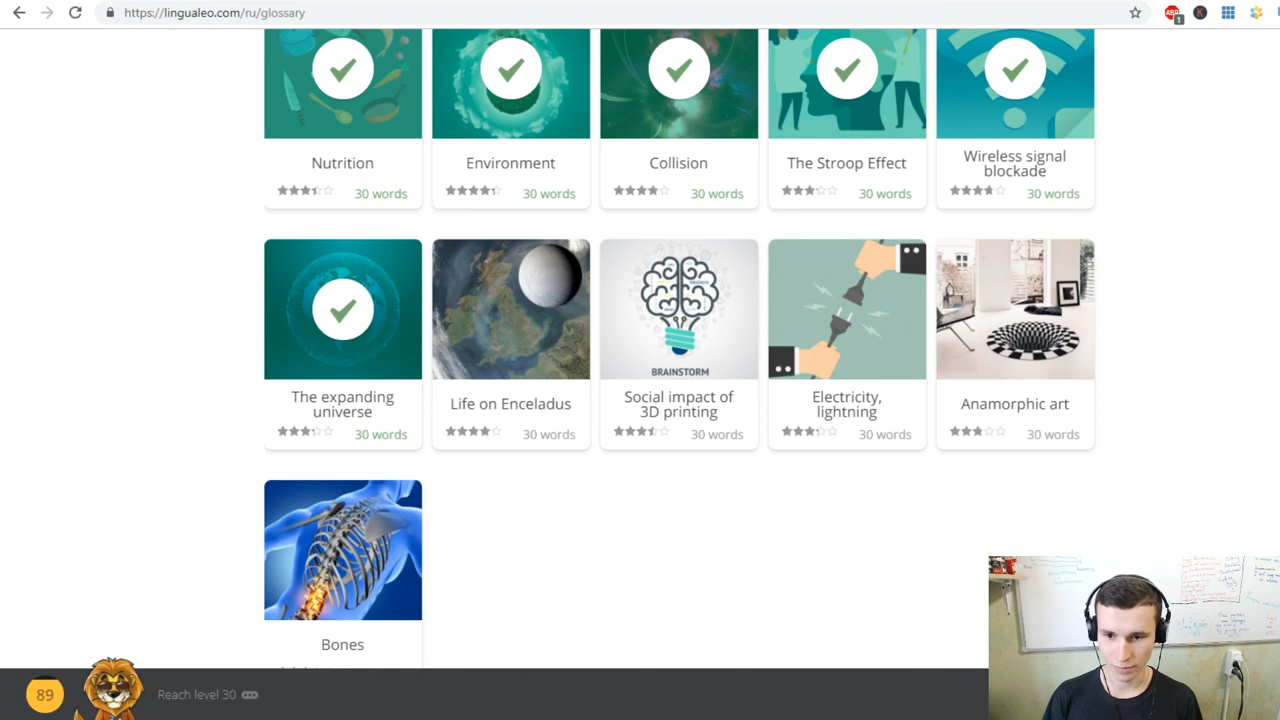 https://lingualeo.com/ru/glossary
ABP
1
K
Nutrition
30 words
Environment
30 words
Collision
30 words
The Stroop Effect
30 words
Wireless signal
blockade
30 words
The expanding
universe
30 words
Life on Enceladus
30 words
BRAINSTORM
Social impact of
3D printing
30 words
Electricity,
lightning
30 words
Anamorphic art
30 words
Bones
89
Reach level 30